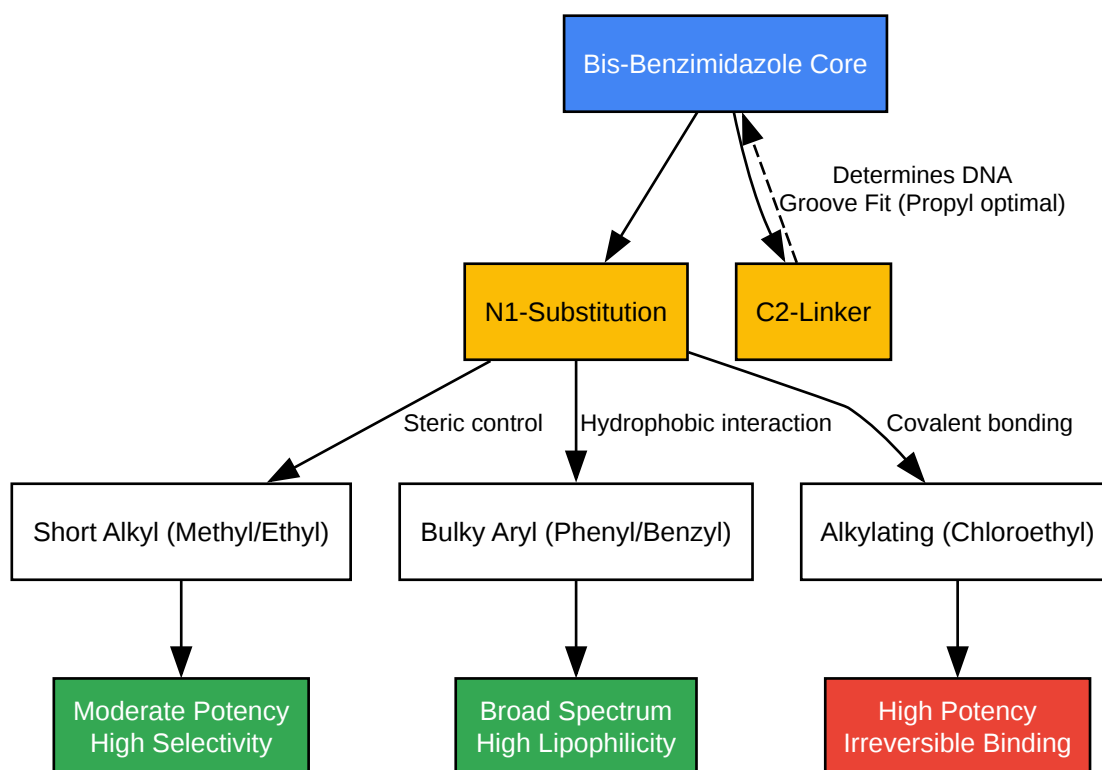 Bis-Benzimidazole Core
Determines DNA
Groove Fit (Propyl optimal)
N1-Substitution
C2-Linker
Steric control
Hydrophobic interaction
Covalent bonding
Short Alkyl (Methyl/Ethyl)
Bulky Aryl (Phenyl/Benzyl)
Alkylating (Chloroethyl)
Moderate Potency
High Selectivity
Broad Spectrum
High Lipophilicity
High Potency
Irreversible Binding